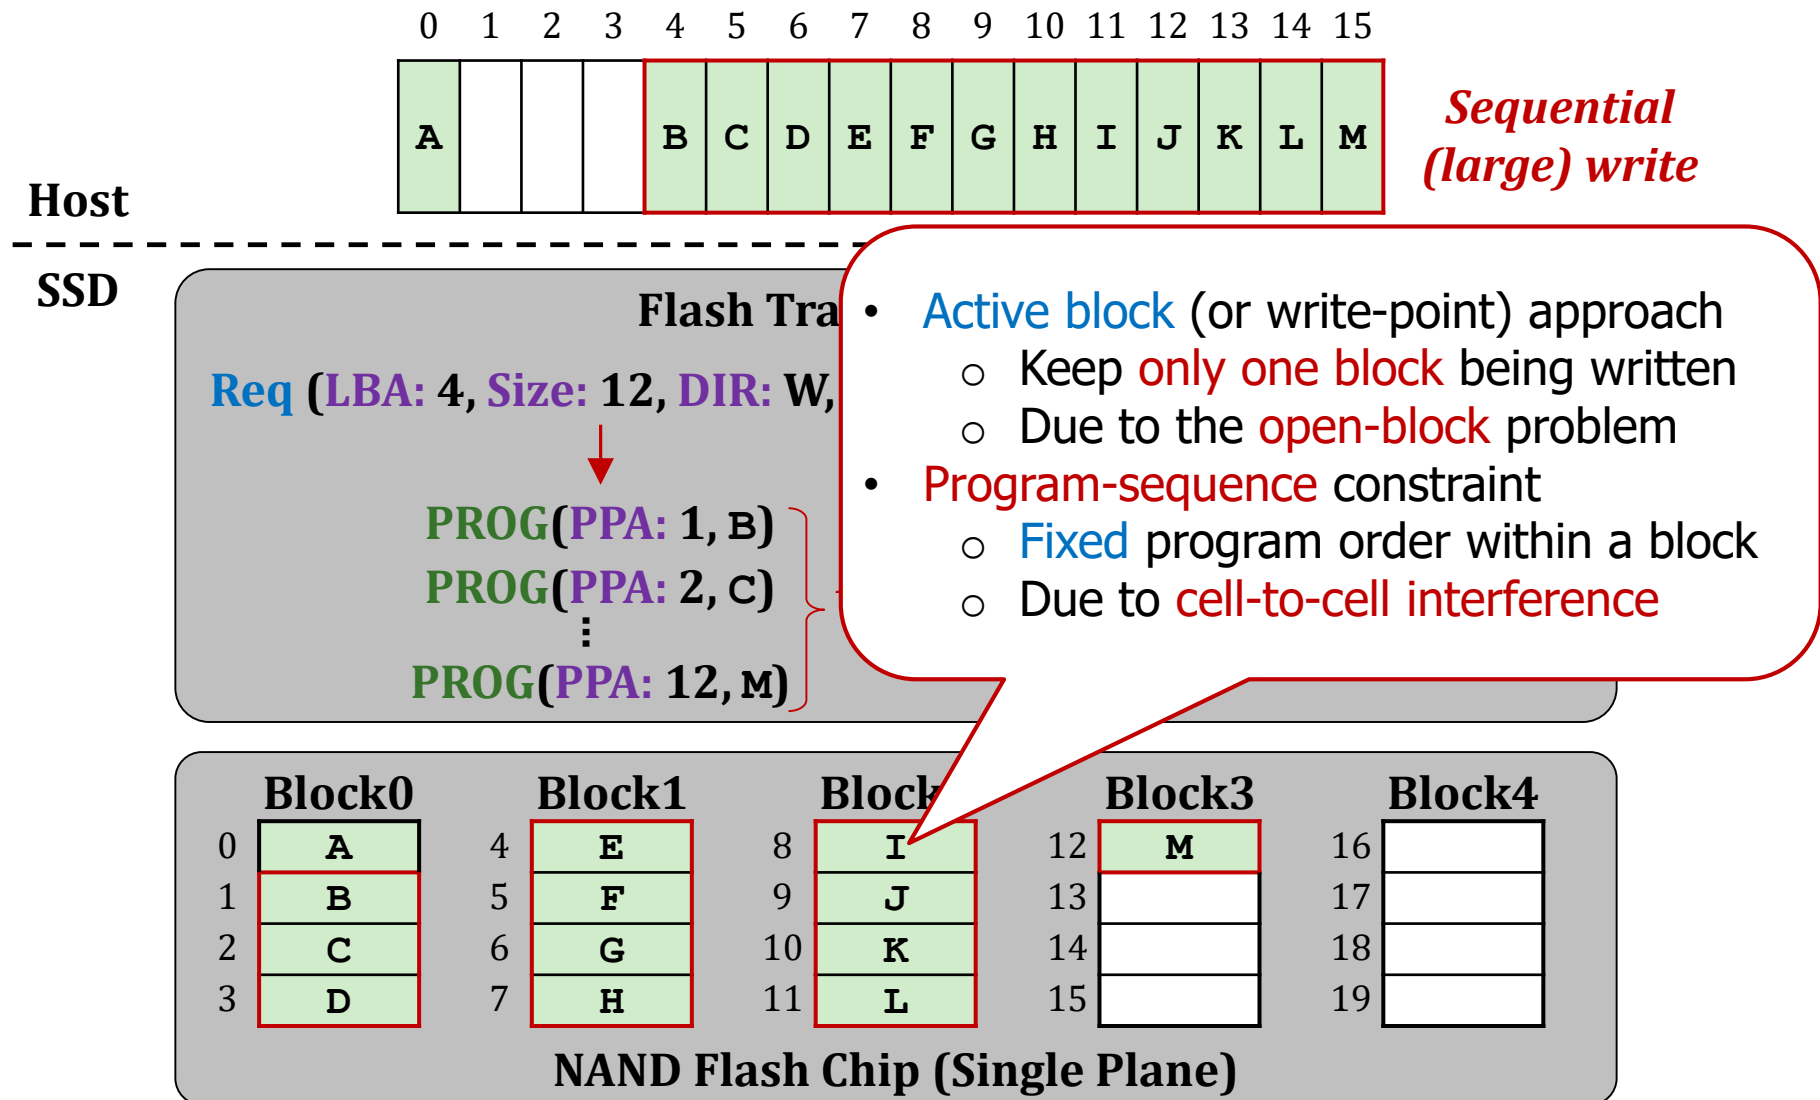 0 1 2 3 4 5 6 7 8 9 10 11 12 13 14 15
A B C D E F G H I J K L M
Sequential
(large) write
Host
SSD
Flash Tra
Req (LBA: 4, Size: 12, DIR: W,
PROG(PPA: 1, B)
PROG(PPA: 2, C)
⋮
PROG(PPA: 12, M)
• Active block (or write-point) approach
o Keep only one block being written
o Due to the open-block problem
• Program-sequence constraint
o Fixed program order within a block
o Due to cell-to-cell interference
Block0 Block1 Block Block3 Block4
0 A 4 E 8 I 12 M 16
1 B 5 F 9 J 13 17
2 C 6 G 10 K 14 18
3 D 7 H 11 L 15 19
NAND Flash Chip (Single Plane)